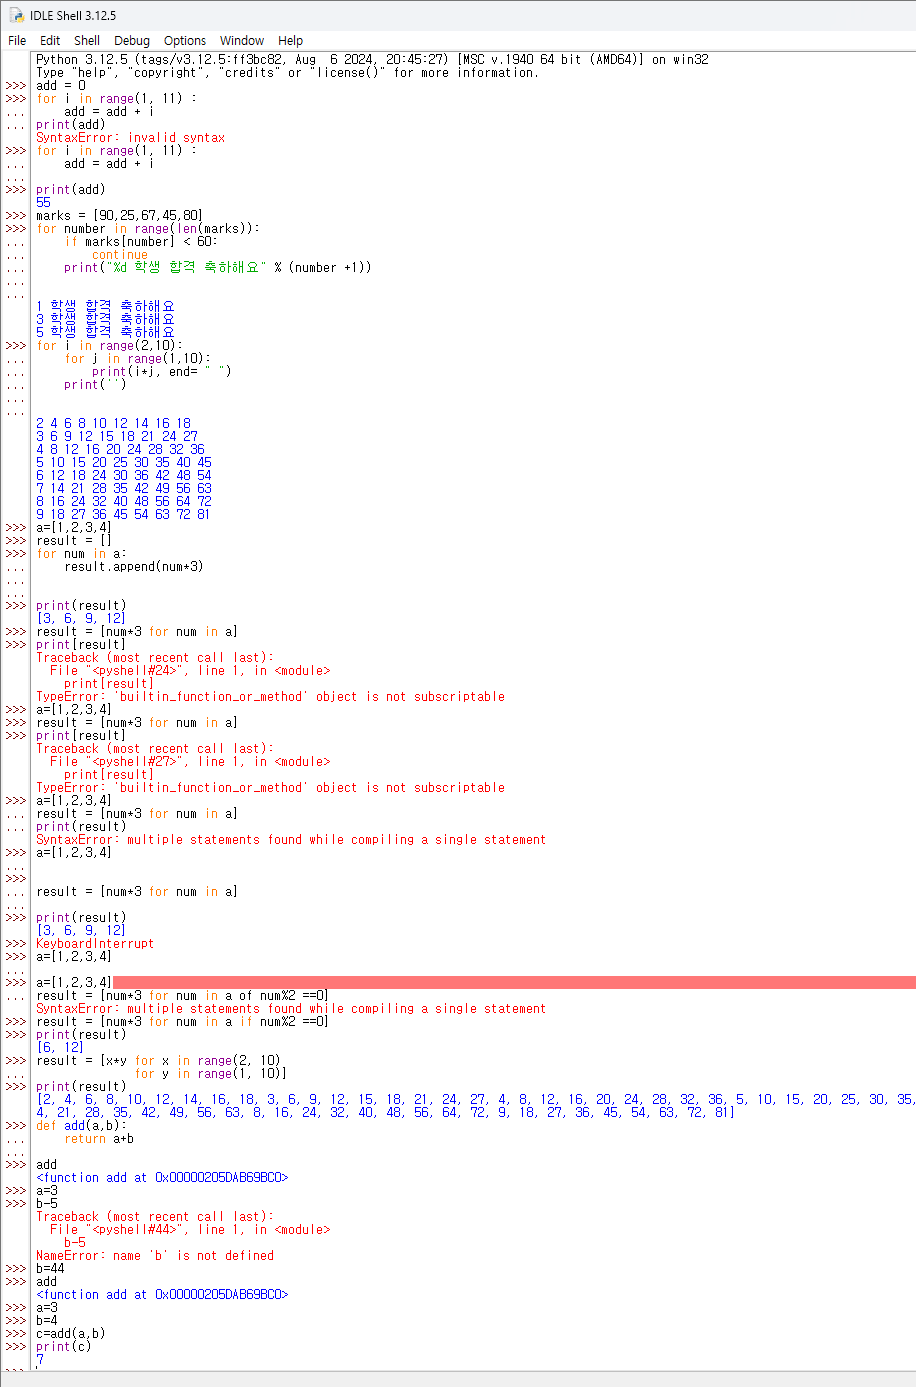 IDLE Shell 3.12.5
File Edit Shell Debug Options Window Help
Python 3.12.5 (tags/v3.12.5:ff3bc82, Aug  6 2024, 20:45:27) [MSC v.1940 64 bit (AMD64)] on win32
Type "help", "copyright", "credits" or "license()" for more information.
>>> add = 0
>>> for i in range(1, 11) :
...     add = add + i
... print(add)
SyntaxError: invalid syntax
>>> for i in range(1, 11) :
...     add = add + i
...
>>> print(add)
55
>>> marks = [90,25,67,45,80]
>>> for number in range(len(marks)):
...     if marks[number] < 60:
...         continue
...     print("%d 학생 합격 축하해요" % (number +1))
...
...
1 학생 합격 축하해요
3 학생 합격 축하해요
5 학생 합격 축하해요
>>> for i in range(2,10):
...     for j in range(1,10):
...         print(i*j, end= " ")
...     print('')
...
...
2 4 6 8 10 12 14 16 18
3 6 9 12 15 18 21 24 27
4 8 12 16 20 24 28 32 36
5 10 15 20 25 30 35 40 45
6 12 18 24 30 36 42 48 54
7 14 21 28 35 42 49 56 63
8 16 24 32 40 48 56 64 72
9 18 27 36 45 54 63 72 81
>>> a=[1,2,3,4]
>>> result = []
>>> for num in a:
...     result.append(num*3)
...
...
>>> print(result)
[3, 6, 9, 12]
>>> result = [num*3 for num in a]
>>> print[result]
Traceback (most recent call last):
  File "<pyshell#24>", line 1, in <module>
    print[result]
TypeError: 'builtin_function_or_method' object is not subscriptable
>>> a=[1,2,3,4]
>>> result = [num*3 for num in a]
>>> print[result]
Traceback (most recent call last):
  File "<pyshell#27>", line 1, in <module>
    print[result]
TypeError: 'builtin_function_or_method' object is not subscriptable
>>> a=[1,2,3,4]
... result = [num*3 for num in a]
... print(result)
SyntaxError: multiple statements found while compiling a single statement
>>> a=[1,2,3,4]
...
>>>
... result = [num*3 for num in a]
...
>>> print(result)
[3, 6, 9, 12]
>>> KeyboardInterrupt
>>> a=[1,2,3,4]
...
>>> a=[1,2,3,4]
... result = [num*3 for num in a of num%2 ==0]
SyntaxError: multiple statements found while compiling a single statement
>>> result = [num*3 for num in a if num%2 ==0]
>>> print(result)
[6, 12]
>>> result = [x*y for x in range(2, 10)
...               for y in range(1, 10)]
>>> print(result)
[2, 4, 6, 8, 10, 12, 14, 16, 18, 3, 6, 9, 12, 15, 18, 21, 24, 27, 4, 8, 12, 16, 20, 24, 28, 32, 36, 5, 10, 15, 20, 25, 30, 35,
4, 21, 28, 35, 42, 49, 56, 63, 8, 16, 24, 32, 40, 48, 56, 64, 72, 9, 18, 27, 36, 45, 54, 63, 72, 81]
>>> def add(a,b):
...     return a+b
...
>>> add
<function add at 0x00000205DAB69BC0>
>>> a=3
>>> b-5
Traceback (most recent call last):
  File "<pyshell#44>", line 1, in <module>
    b-5
NameError: name 'b' is not defined
>>> b=44
>>> add
<function add at 0x00000205DAB69BC0>
>>> a=3
>>> b=4
>>> c=add(a,b)
>>> print(c)
7
>>>